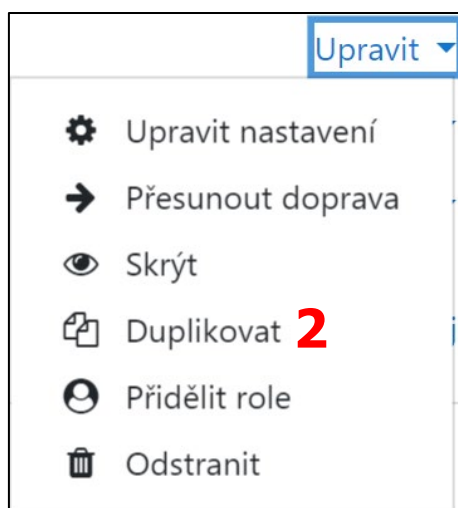 Upravit
Upravit nastavení
Přesunout doprava
Skrýt
Duplikovat 2
Přidělit role
Odstranit